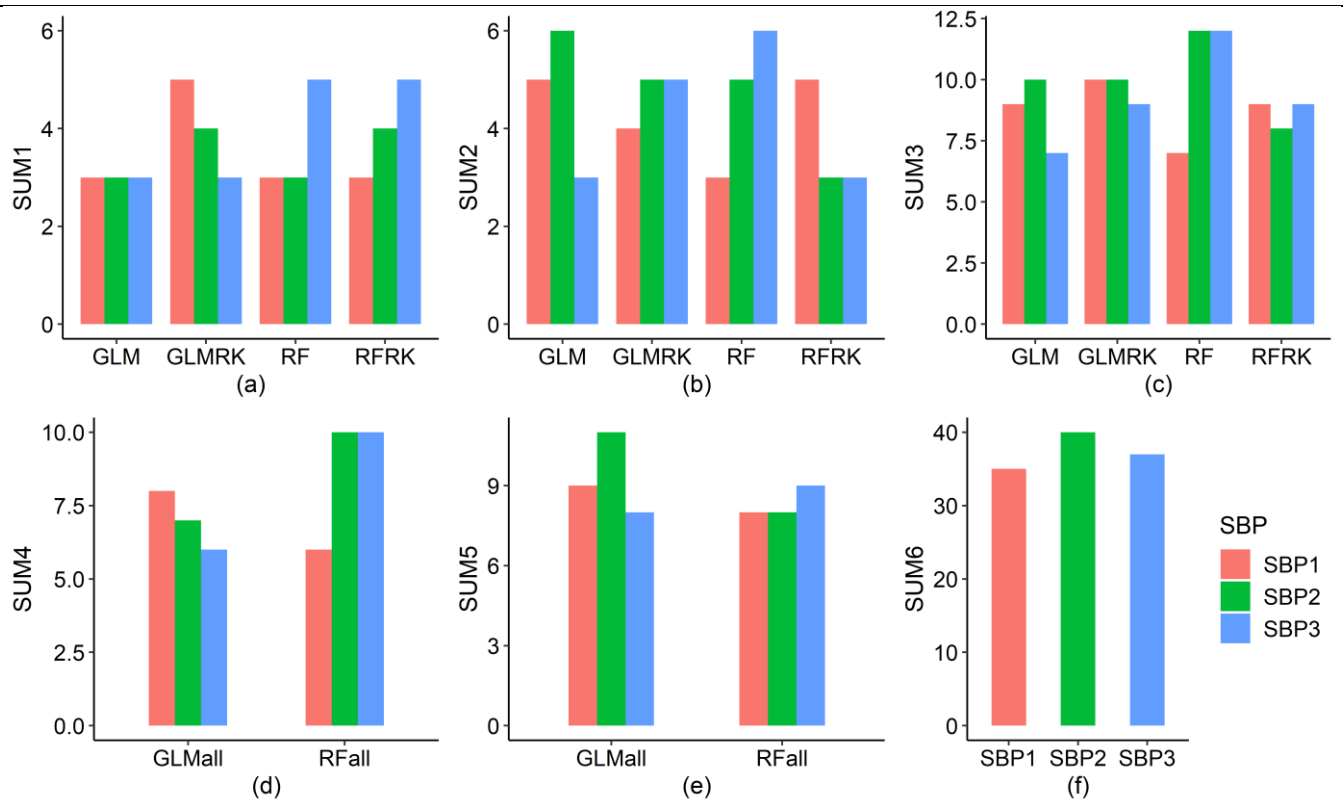 SUM1
6
4
2
0
GLM GLMRK RF RFRK
(a)
SUM2
6
4
2
0
GLM GLMRK RF RFRK
(b)
SUM3
12.5
10.0
7.5
5.0
2.5
0.0
GLM GLMRK RF RFRK
(c)
SUM4
10.0
7.5
5.0
2.5
0.0
GLMall RFall
(d)
SUM5
9
6
3
0
GLMall RFall
(e)
SUM6
40
30
20
10
0
SBP1 SBP2 SBP3
(f)
SBP
SBP1
SBP2
SBP3